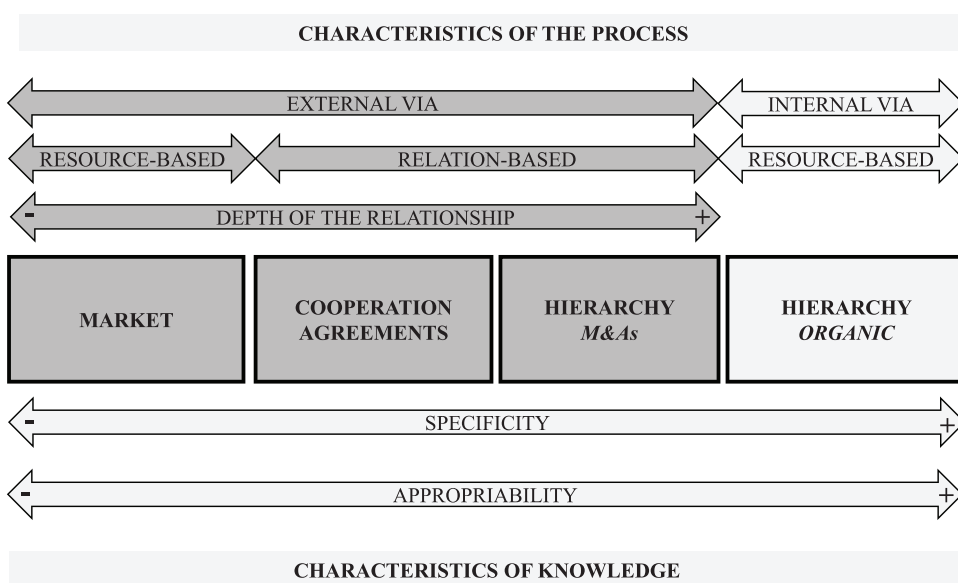 CHARACTERISTICS OF THE PROCESS
EXTERNAL VIA
INTERNAL VIA
RESOURCE-BASED
RELATION-BASED
RESOURCE-BASED
- DEPTH OF THE RELATIONSHIP +
MARKET
COOPERATION
AGREEMENTS
HIERARCHY
M&As
HIERARCHY
ORGANIC
- SPECIFICITY +
- APPROPRIABILITY +
CHARACTERISTICS OF KNOWLEDGE